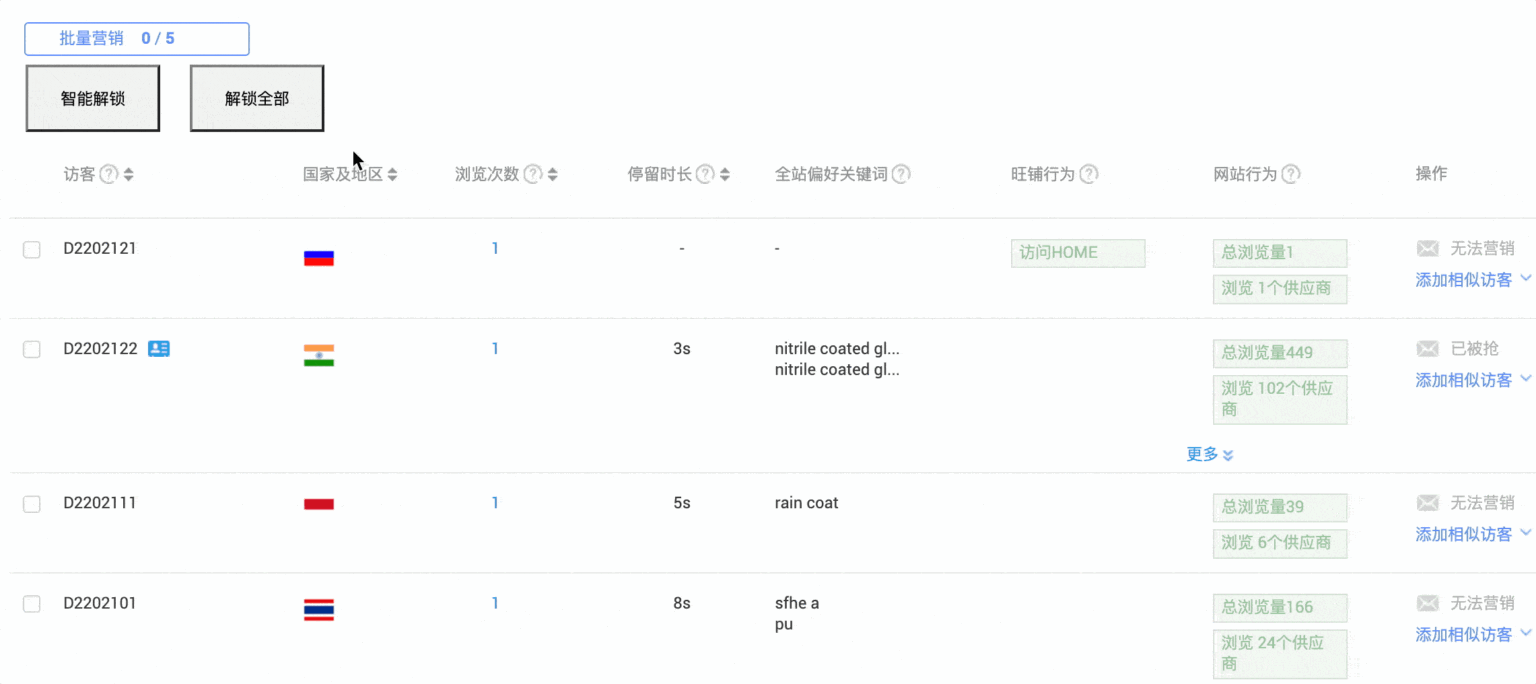 批量营销 0 / 5
智能解锁 解锁全部
访客 国家及地区 浏览次数 停留时长 全站偏好关键词 旺铺行为 网站行为 操作
D2202121 1 - - 访问HOME 总浏览量1 无法营销
浏览 1个供应商 添加相似访客
D2202122 1 3s nitrile coated gl... 总浏览量449 已被抢
nitrile coated gl... 浏览 102个供应 添加相似访客
商
更多
D2202111 1 5s rain coat 总浏览量39 无法营销
浏览 6个供应商 添加相似访客
D2202101 1 8s sfhe a 总浏览量166 无法营销
pu 浏览 24个供应 添加相似访客
商